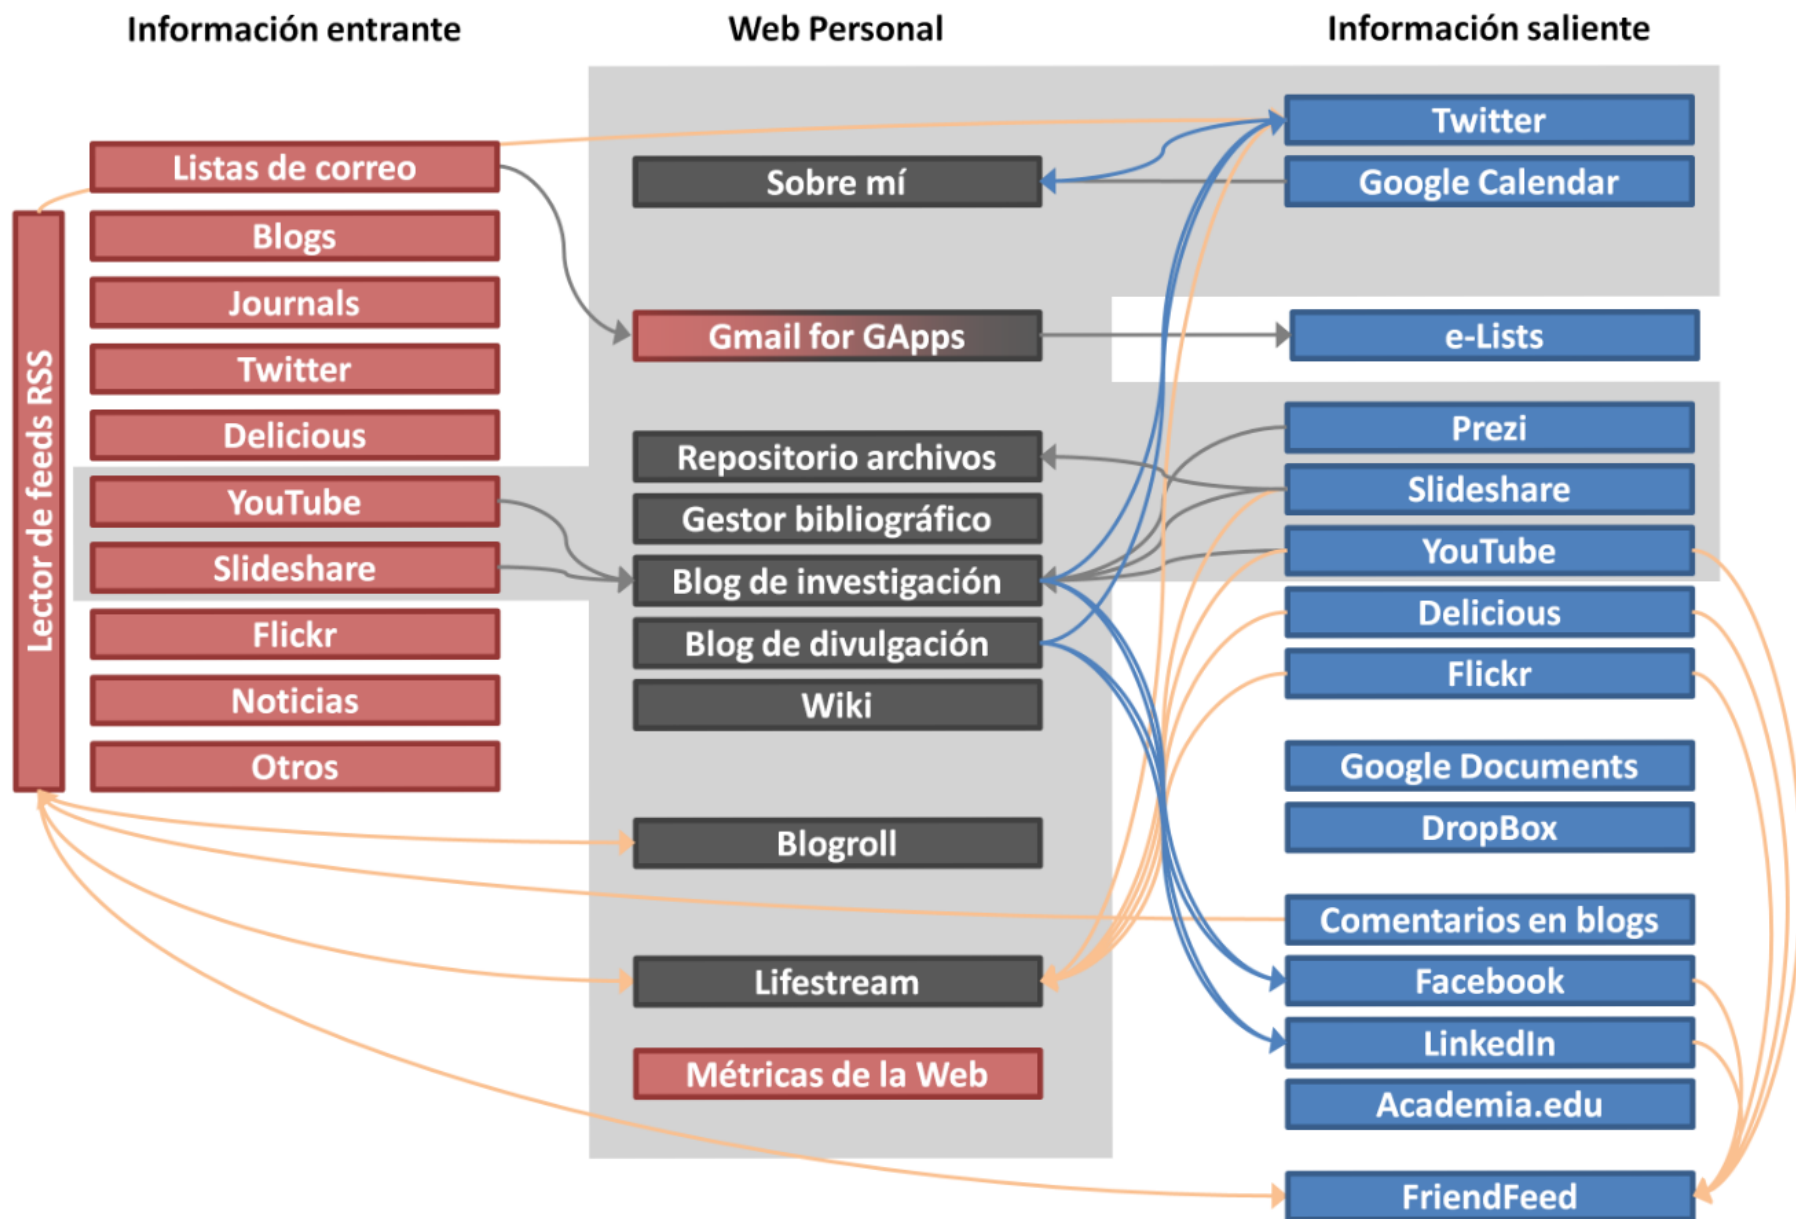 Información entrante
Web Personal
Información saliente
Lector de feeds RSS
Listas de correo
Blogs
Journals
Twitter
Delicious
YouTube
Slideshare
Flickr
Noticias
Otros
Sobre mí
Gmail for GApps
Repositorio archivos
Gestor bibliográfico
Blog de investigación
Blog de divulgación
Wiki
Blogroll
Lifestream
Métricas de la Web
Twitter
Google Calendar
e-Lists
Prezi
Slideshare
YouTube
Delicious
Flickr
Google Documents
DropBox
Comentarios en blogs
Facebook
LinkedIn
Academia.edu
FriendFeed